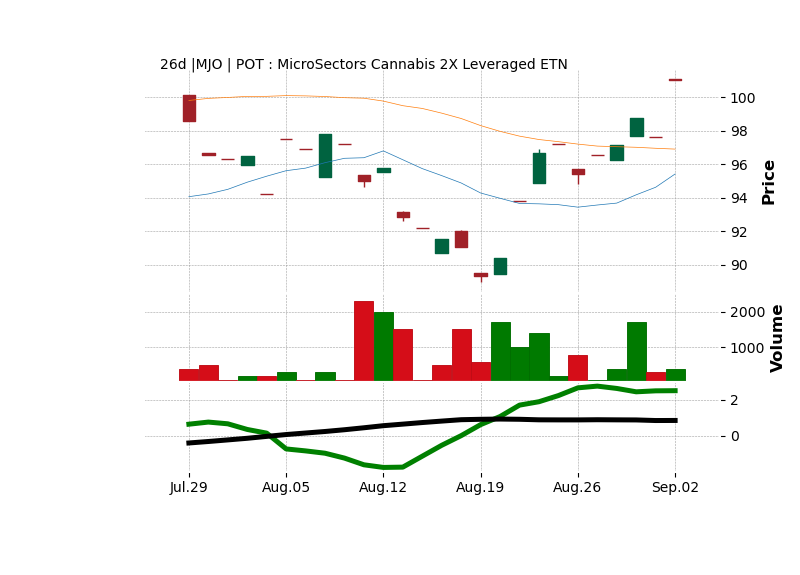 26d |MJO | POT : MicroSectors Cannabis 2X Leveraged ETN
100
98
96
94
92
90
Price
2000
1000
Volume
2
0
Jul.29 Aug.05 Aug.12 Aug.19 Aug.26 Sep.02